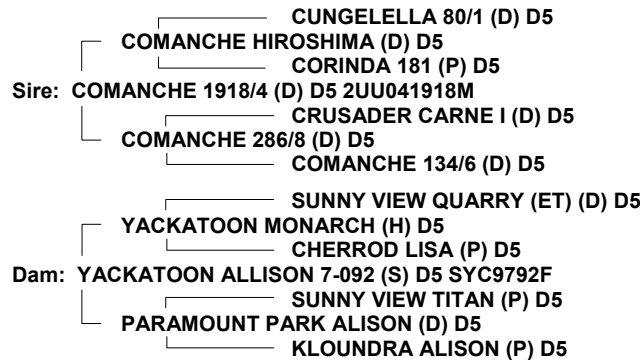 CUNGELELLA 80/1 (D) D5
COMANCHE HIROSHIMA (D) D5
CORINDA 181 (P) D5
Sire: COMANCHE 1918/4 (D) D5 2UU041918M
CRUSADER CARNE I (D) D5
COMANCHE 286/8 (D) D5
COMANCHE 134/6 (D) D5
SUNNY VIEW QUARRY (ET) (D) D5
YACKATOON MONARCH (H) D5
CHERROD LISA (P) D5
Dam: YACKATOON ALLISON 7-092 (S) D5 SYC9792F
SUNNY VIEW TITAN (P) D5
PARAMOUNT PARK ALISON (D) D5
KLOUNDRA ALISON (P) D5